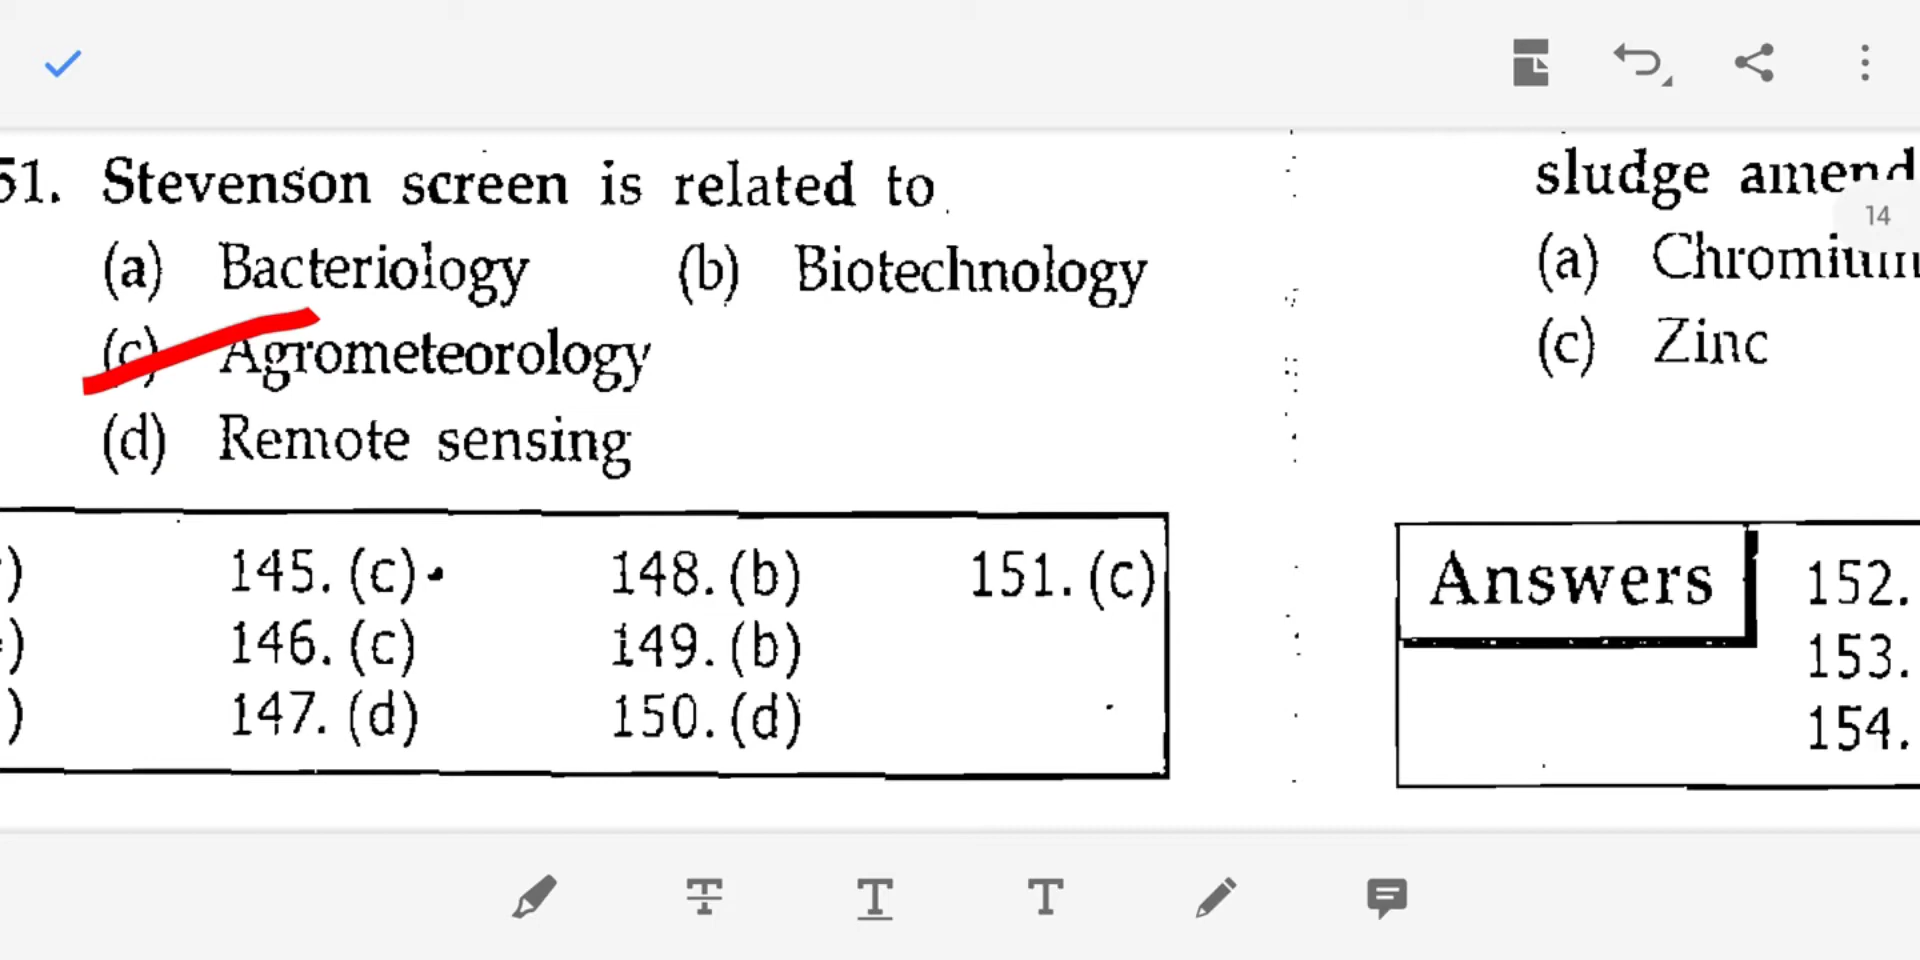 51. Stevenson screen is related to
(a) Bacteriology (b) Biotechnology
(c) Agrometeorology
(d) Remote sensing
145. (c) 148. (b) 151. (c)
146. (c) 149. (b)
147. (d) 150. (d)
sludge amend
14
(a) Chromium
(c) Zinc
Answers 152.
153.
154.